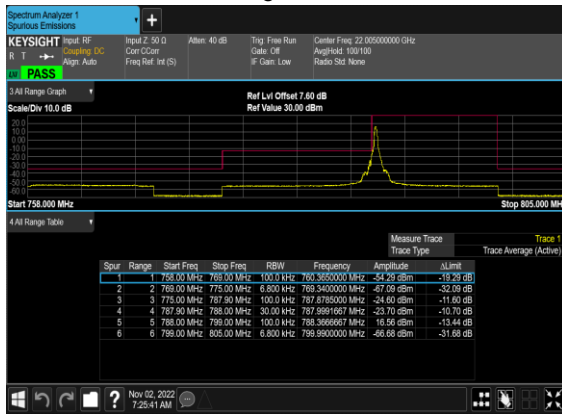 Spectrum Analyzer 1
Spurious Emissions
KEYSIGHT Input: RF Input Z: 50 Ω Atten: 40 dB Trig: Free Run Center Freq: 22.005000000 GHz
R T Coupling: DC Corr CCorr Gate: Off Avg|Hold: 100/100
Align: Auto Freq Ref: Int (S) IF Gain: Low Radio Std: None
PASS
3 All Range Graph
Ref Lvl Offset 7.60 dB
Scale/Div 10.0 dB Ref Value 30.00 dBm
20.0
10.0
0.00
-10.0
-20.0
-30.0
-40.0
-50.0
-60.0
Start 758.000 MHz Stop 805.000 MH
4 All Range Table
Measure Trace Trace 1
Trace Type Trace Average (Active)
Spur Range Start Freq Stop Freq RBW Frequency Amplitude ΔLimit
1 1 758.00 MHz 769.00 MHz 100.0 kHz 760.3650000 MHz -54.29 dBm -19.29 dB
2 2 769.00 MHz 775.00 MHz 6.800 kHz 769.3400000 MHz -67.09 dBm -32.09 dB
3 3 775.00 MHz 787.90 MHz 100.0 kHz 787.8785000 MHz -24.60 dBm -11.60 dB
4 4 787.90 MHz 788.00 MHz 30.00 kHz 787.9991667 MHz -23.70 dBm -10.70 dB
5 5 788.00 MHz 799.00 MHz 100.0 kHz 788.3666667 MHz 16.56 dBm -13.44 dB
6 6 799.00 MHz 805.00 MHz 6.800 kHz 799.9900000 MHz -66.68 dBm -31.68 dB
? Nov 02, 2022
7:25:41 AM